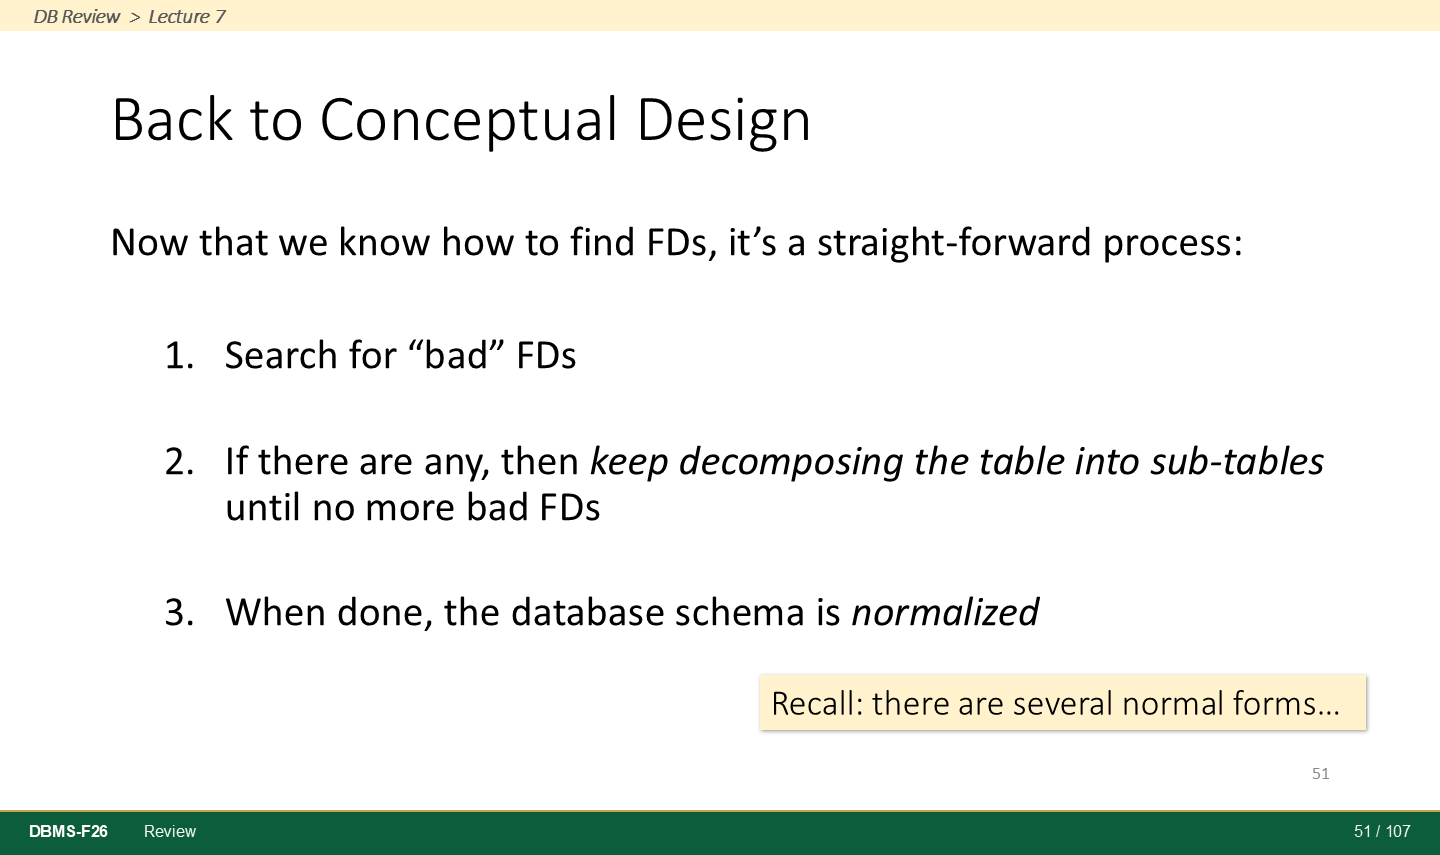 DB Review > Lecture 7
Back to Conceptual Design
Now that we know how to find FDs, it’s a straight-forward process:
1. Search for “bad” FDs
2. If there are any, then keep decomposing the table into sub-tables
until no more bad FDs
3. When done, the database schema is normalized
Recall: there are several normal forms...
51
DBMS-F26 Review 51 / 107